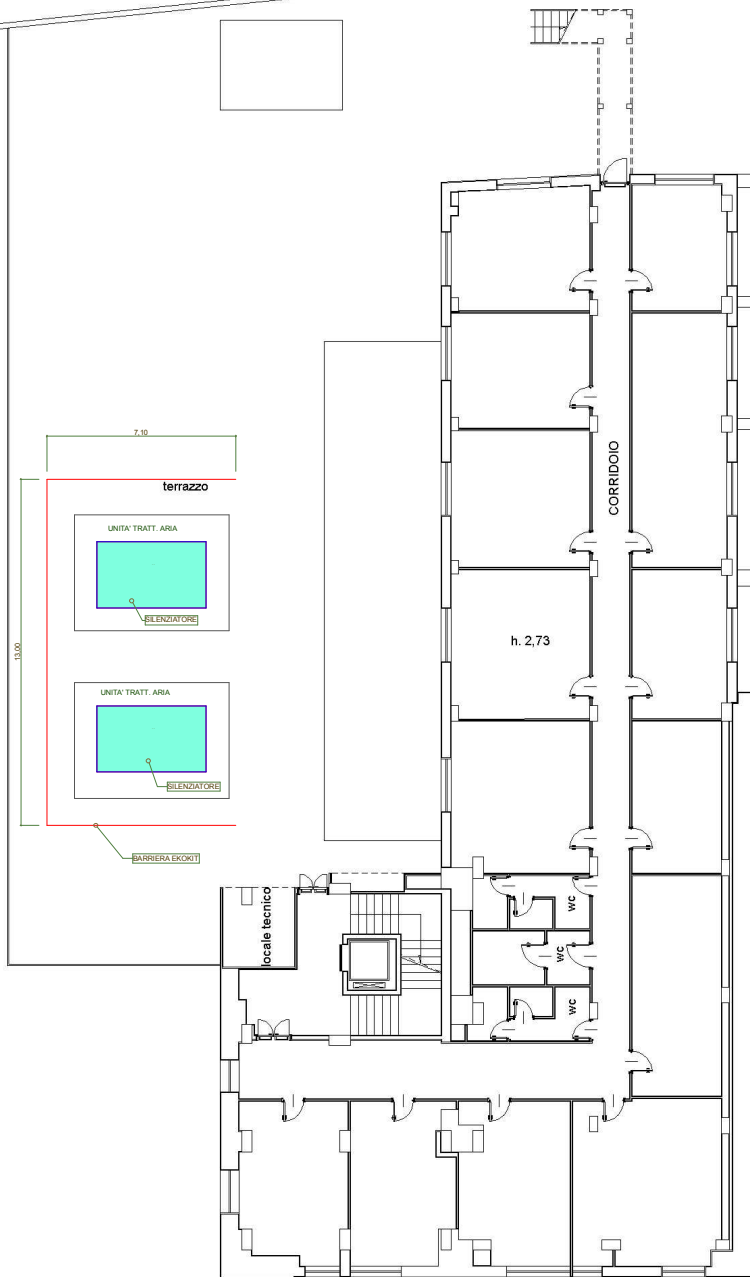 7,10
terrazzo
UNITA' TRATT. ARIA
SILENZIATORE
13,00
UNITA' TRATT. ARIA
SILENZIATORE
BARRIERA EKOKIT
CORRIDOIO
h. 2,73
locale tecnico
WC
WC
WC